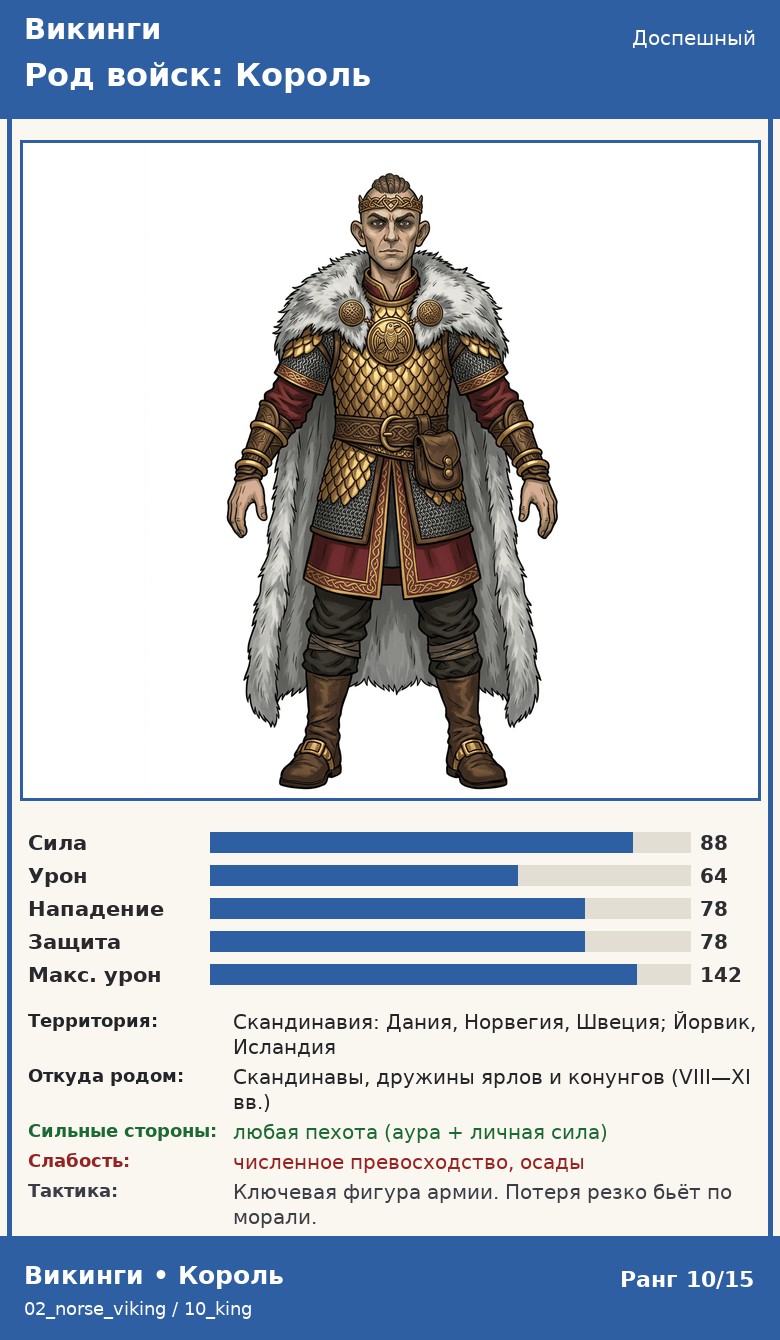 Викинги
Доспешный
Род войск: Король
Сила 88
Урон 64
Нападение 78
Защита 78
Макс. урон 142
Территория: Скандинавия: Дания, Норвегия, Швеция; Йорвик,
Исландия
Откуда родом: Скандинавы, дружины ярлов и конунгов (VIII—XI
вв.)
Сильные стороны: любая пехота (аура + личная сила)
Слабость: численное превосходство, осады
Тактика: Ключевая фигура армии. Потеря резко бьёт по
морали.
Викинги • Король
Ранг 10/15
02_norse_viking / 10_king